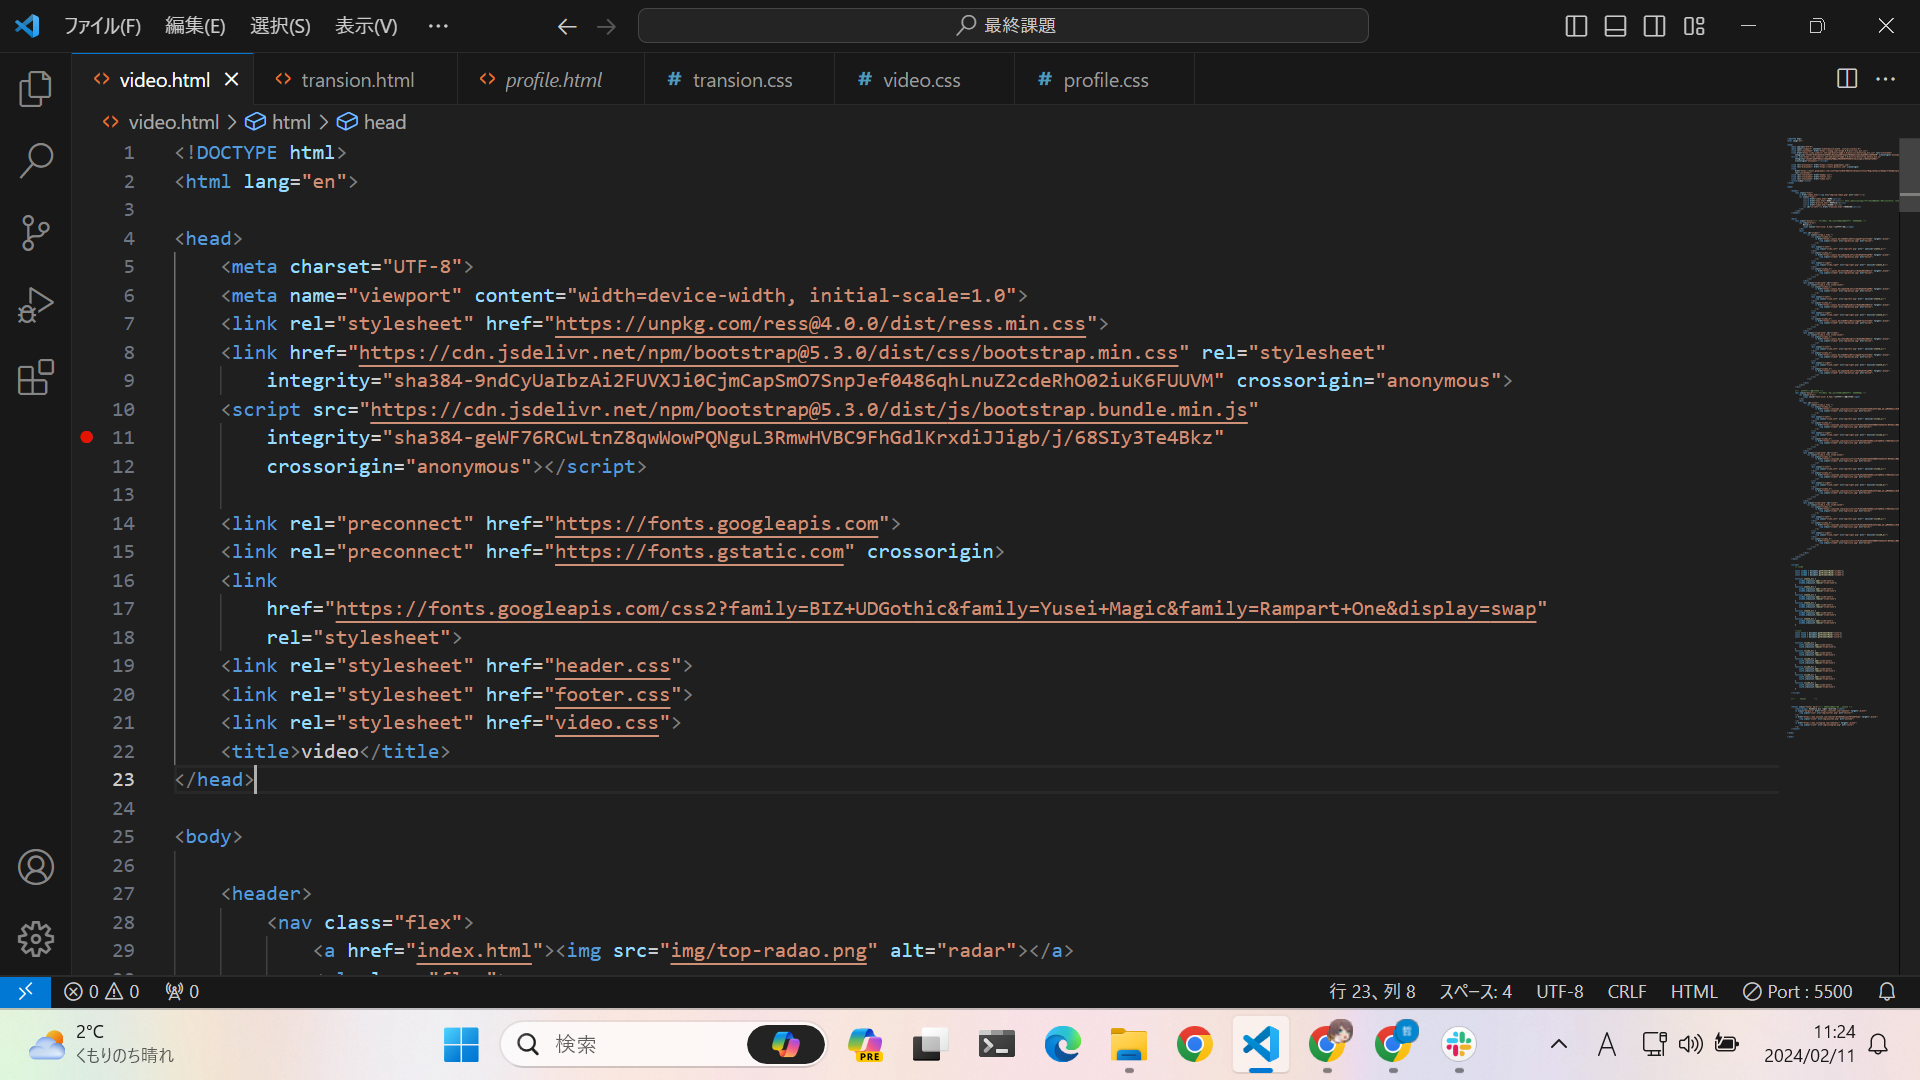 ファイル(F) 編集(E) 選択(S) 表示(V) ··· 最終課題
video.html transion.html profile.html # transion.css # video.css # profile.css
video.html > html > head
1 <!DOCTYPE html>
2 <html lang="en">
3
4 <head>
5 <meta charset="UTF-8">
6 <meta name="viewport" content="width=device-width, initial-scale=1.0">
7 <link rel="stylesheet" href="https://unpkg.com/ress@4.0.0/dist/ress.min.css">
8 <link href="https://cdn.jsdelivr.net/npm/bootstrap@5.3.0/dist/css/bootstrap.min.css" rel="stylesheet"
9 integrity="sha384-9ndCyUaIbzAi2FUVXJi0CjmCapSmO7SnpJef0486qhLnuZ2cdeRhO02iuK6FUUVM" crossorigin="anonymous">
10 <script src="https://cdn.jsdelivr.net/npm/bootstrap@5.3.0/dist/js/bootstrap.bundle.min.js"
11 integrity="sha384-geWF76RCwLtnZ8qwWowPQNguL3RmwHVBC9FhGdlKrxdiJJigb/j/68SIy3Te4Bkz"
12 crossorigin="anonymous"></script>
13
14 <link rel="preconnect" href="https://fonts.googleapis.com">
15 <link rel="preconnect" href="https://fonts.gstatic.com" crossorigin>
16 <link
17 href="https://fonts.googleapis.com/css2?family=BIZ+UDGothic&family=Yusei+Magic&family=Rampart+One&display=swap"
18 rel="stylesheet">
19 <link rel="stylesheet" href="header.css">
20 <link rel="stylesheet" href="footer.css">
21 <link rel="stylesheet" href="video.css">
22 <title>video</title>
23 </head>
24
25 <body>
26
27 <header>
28 <nav class="flex">
29 <a href="index.html"><img src="img/top-radao.png" alt="radar"></a>
0 0 0 行 23、列 8 スペース: 4 UTF-8 CRLF HTML Port : 5500
2°C
くもりのち晴れ
検索
PRE
A
11:24
2024/02/11